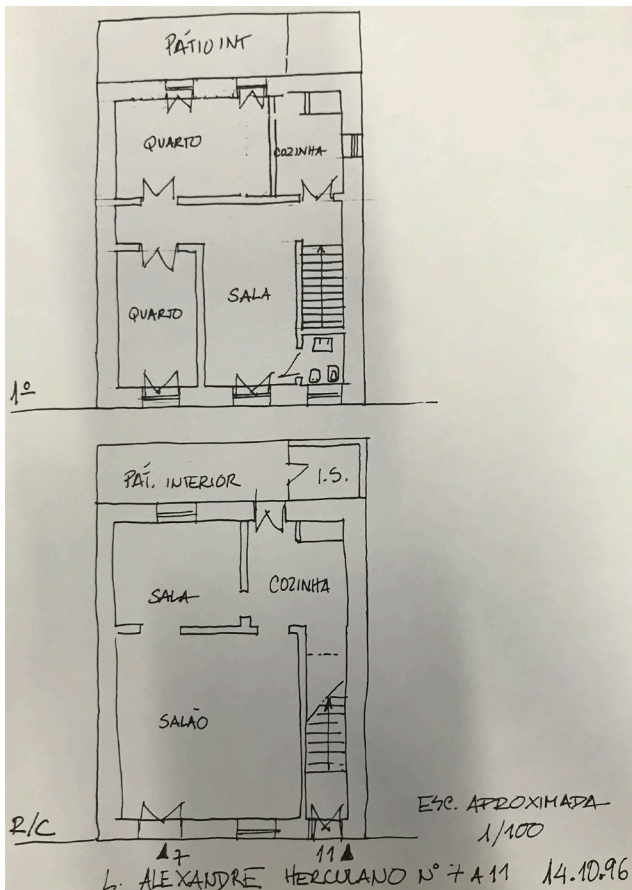 PÁTIO INT
QUARTO
COZINHA
QUARTO
SALA
1º
PÁT. INTERIOR
I.S.
SALA
COZINHA
SALÃO
R/C
ESC. APROXIMADA
1/100
7
11
L. ALEXANDRE HERCULANO Nº 7 A 11 14.10.96